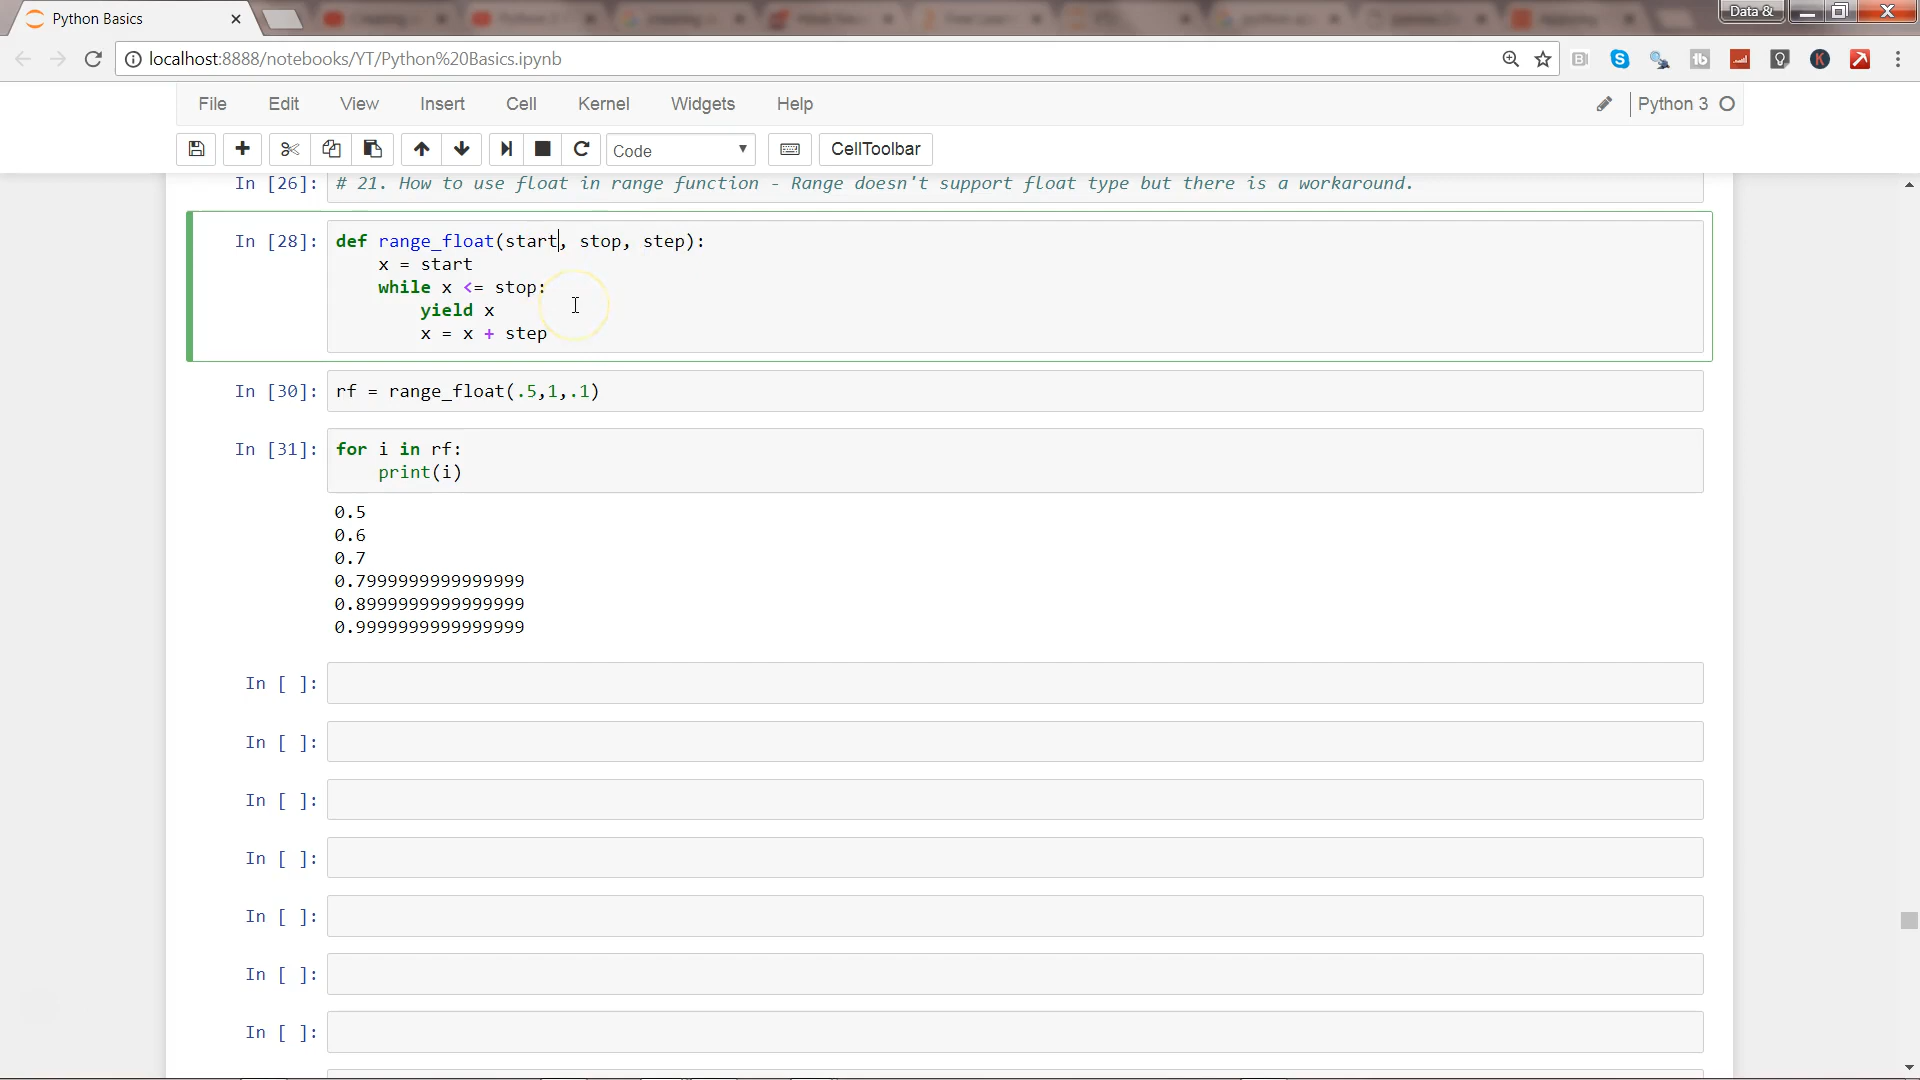 Python Basics
Data &
localhost:8888/notebooks/YT/Python%20Basics.ipynb
File Edit View Insert Cell Kernel Widgets Help
Python 3
Code
CellToolbar
In [26]: # 21. How to use float in range function - Range doesn't support float type but there is a workaround.
In [28]: def range_float(start, stop, step):
x = start
while x <= stop:
yield x
x = x + step
In [30]: rf = range_float(.5,1,.1)
In [31]: for i in rf:
print(i)
0.5
0.6
0.7
0.7999999999999999
0.8999999999999999
0.9999999999999999
In [ ]:
In [ ]:
In [ ]:
In [ ]:
In [ ]:
In [ ]:
In [ ]: